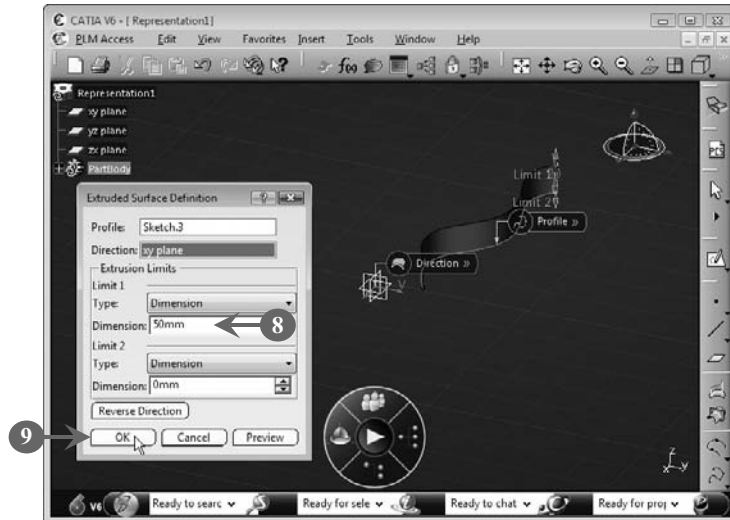 CATIA V6 - [ Representation1]
PLM Access Edit View Favorites Insert Tools Window Help
f(x)
Representation1
xy plane
yz plane
zx plane
PartBody
Extruded Surface Definition
Profile: Sketch.3
Direction: xy plane
Extrusion Limits
Limit 1
Type: Dimension
Dimension: 50mm
8
Limit 2
Type: Dimension
Dimension: 0mm
Reverse Direction
9
OK Cancel Preview
Limit 1
Limit 2
Profile »
Direction »
V
z
y
x
V6 Ready to searc Ready for sele Ready to chat Ready for prop